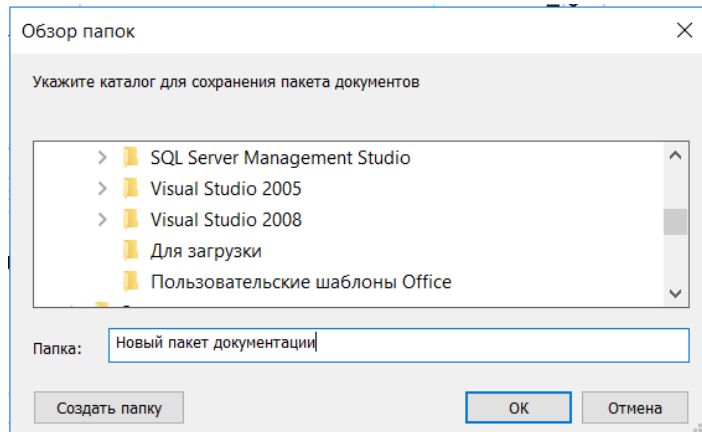 Обзор папок
Укажите каталог для сохранения пакета документов
SQL Server Management Studio
Visual Studio 2005
Visual Studio 2008
Для загрузки
Пользовательские шаблоны Office
Папка: Новый пакет документации
Создать папку ОК Отмена